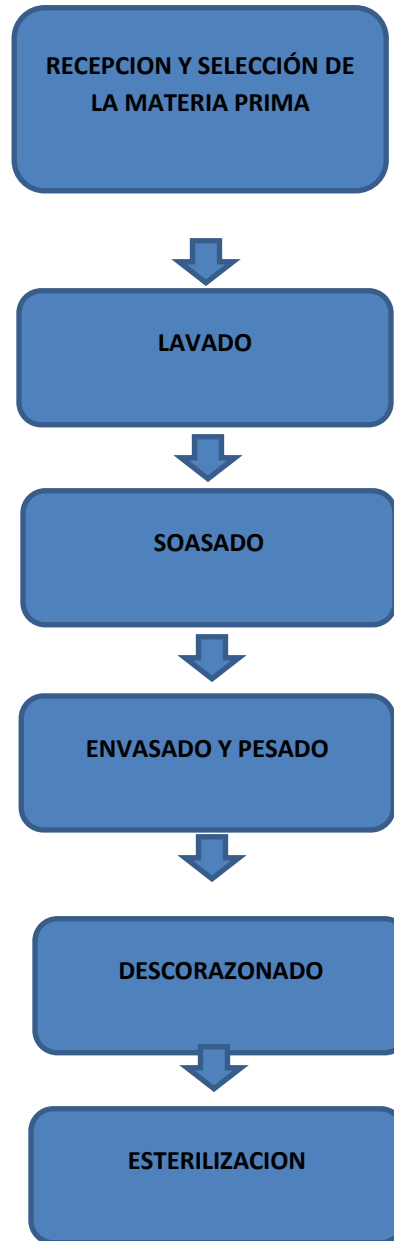 RECEPCION Y SELECCIÓN DE
LA MATERIA PRIMA
LAVADO
SOASADO
ENVASADO Y PESADO
DESCORAZONADO
ESTERILIZACION